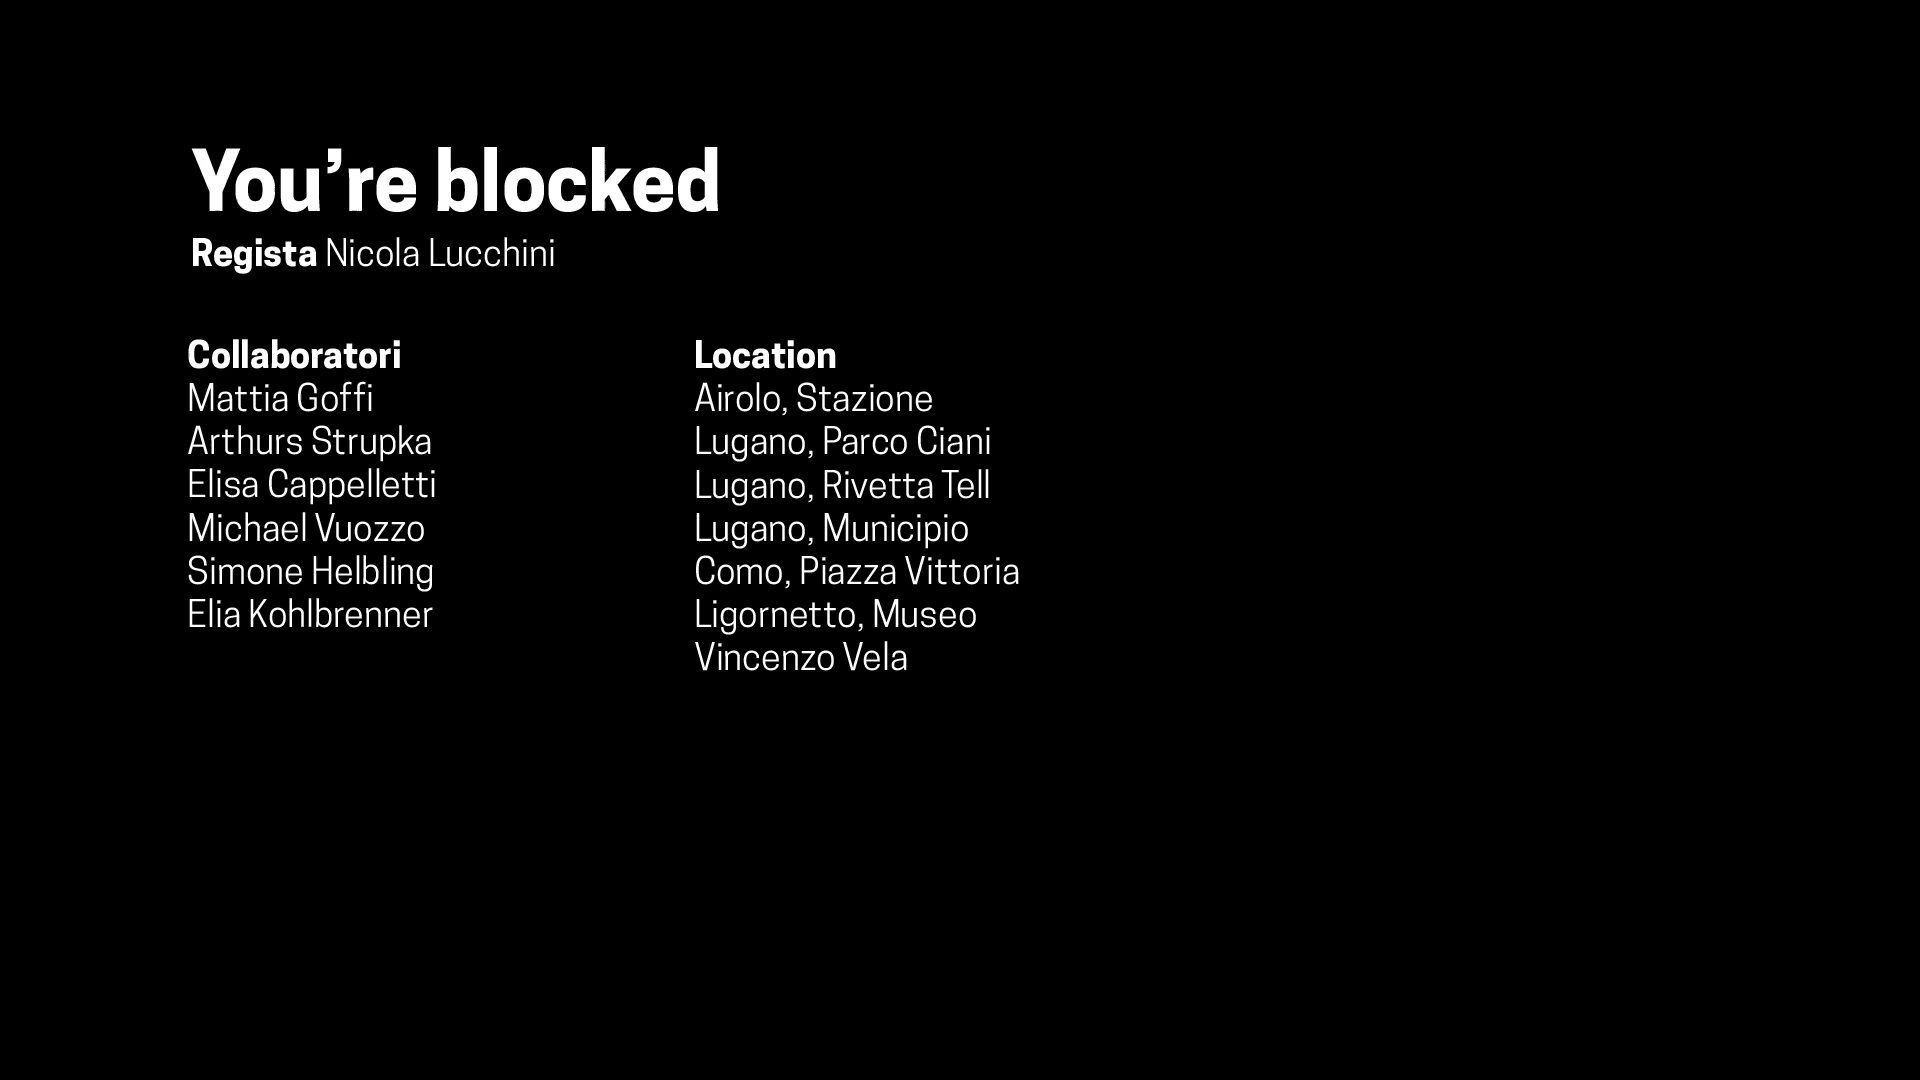 You’re blocked
Regista Nicola Lucchini
Collaboratori
Mattia Goffi
Arthurs Strupka
Elisa Cappelletti
Michael Vuozzo
Simone Helbling
Elia Kohlbrenner
Location
Airolo, Stazione
Lugano, Parco Ciani
Lugano, Rivetta Tell
Lugano, Municipio
Como, Piazza Vittoria
Ligornetto, Museo
Vincenzo Vela